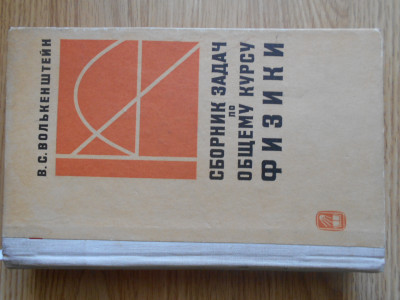 В. С. ВОЛЬКЕНШТЕЙН
СБОРНИК ЗАДАЧ
ПО
ОБЩЕМУ КУРСУ
ФИЗИКИ